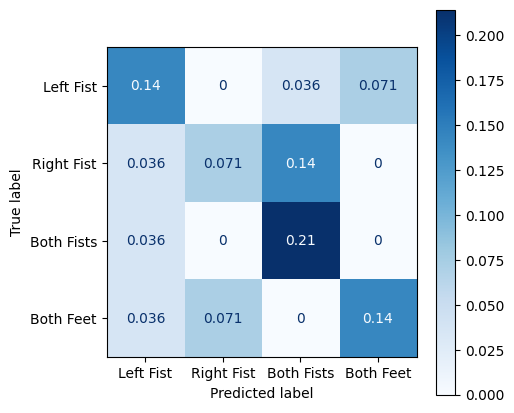 Left Fist 0.14 0 0.036 0.071
Right Fist 0.036 0.071 0.14 0
Both Fists 0.036 0 0.21 0
Both Feet 0.036 0.071 0 0.14
Left Fist Right Fist Both Fists Both Feet
Predicted label
True label
0.200
0.175
0.150
0.125
0.100
0.075
0.050
0.025
0.000